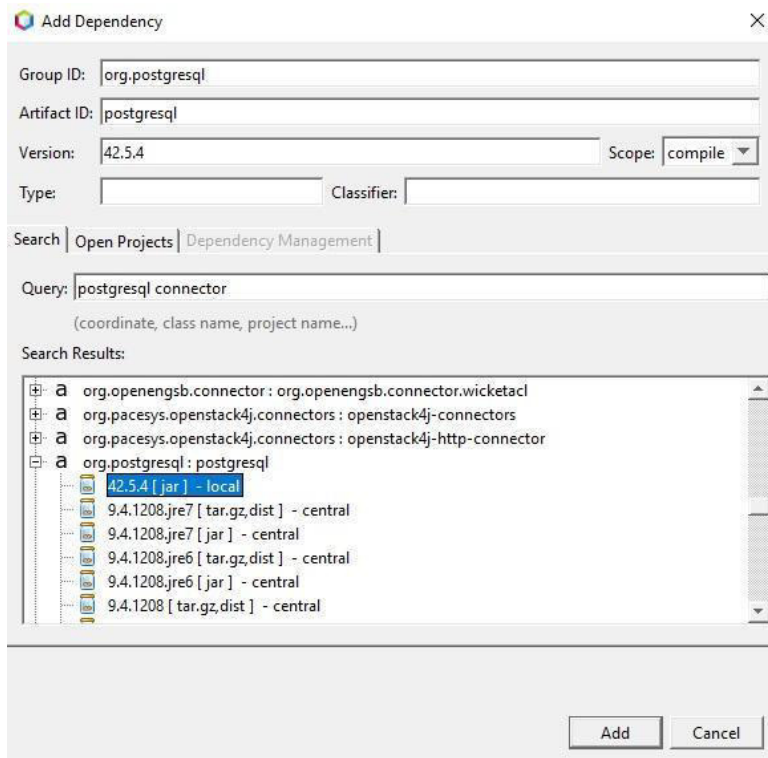 Add Dependency
Group ID: org.postgresql
Artifact ID: postgresql
Version: 42.5.4 Scope: compile
Type: Classifier:
Search Open Projects Dependency Management
Query: postgresql connector
(coordinate, class name, project name...)
Search Results:
a org.openengsb.connector : org.openengsb.connector.wicketacl
a org.pacesys.openstack4j.connectors : openstack4j-connectors
a org.pacesys.openstack4j.connectors : openstack4j-http-connector
a org.postgresql : postgresql
42.5.4 [ jar ] - local
9.4.1208.jre7 [ tar.gz,dist ] - central
9.4.1208.jre7 [ jar ] - central
9.4.1208.jre6 [ tar.gz,dist ] - central
9.4.1208.jre6 [ jar ] - central
9.4.1208 [ tar.gz,dist ] - central
Add Cancel